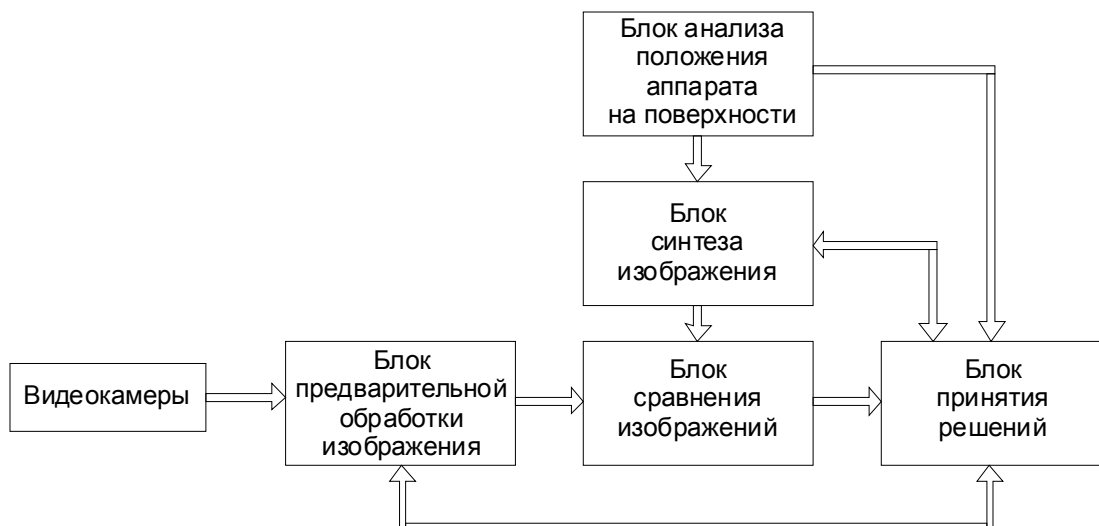 Блок анализа
положения
аппарата
на поверхности
Блок
синтеза
изображения
Видеокамеры
Блок
предварительной
обработки
изображения
Блок
сравнения
изображений
Блок
принятия
решений